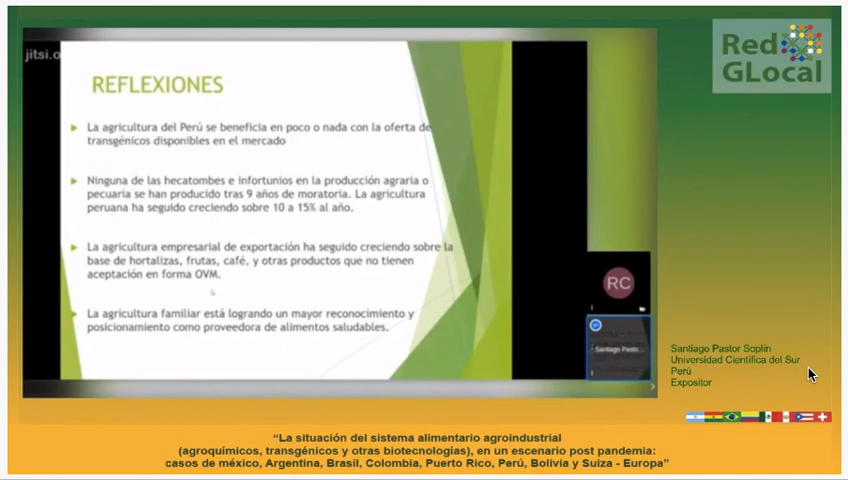 Red
GLocal
jitsi.o
REFLEXIONES
La agricultura del Perú se beneficia en poco o nada con la oferta de
transgénicos disponibles en el mercado
Ninguna de las hecatombes e infortunios en la producción agraria o
pecuaria se han producido tras 9 años de moratoria. La agricultura
peruana ha seguido creciendo sobre 10 a 15% al año.
La agricultura empresarial de exportación ha seguido creciendo sobre la
base de hortalizas, frutas, café, y otras productos que no tienen
aceptación en forma OVM.
La agricultura familiar está logrando un mayor reconocimiento y
posicionamiento como proveedora de alimentos saludables.
RC
Santiago Pasto...
Santiago Pastor Soplín
Universidad Científica del Sur
Perú
Expositor
“La situación del sistema alimentario agroindustrial
(agroquímicos, transgénicos y otras biotecnologías), en un escenario post pandemia:
casos de méxico, Argentina, Brasil, Colombia, Puerto Rico, Perú, Bolivia y Suiza - Europa”